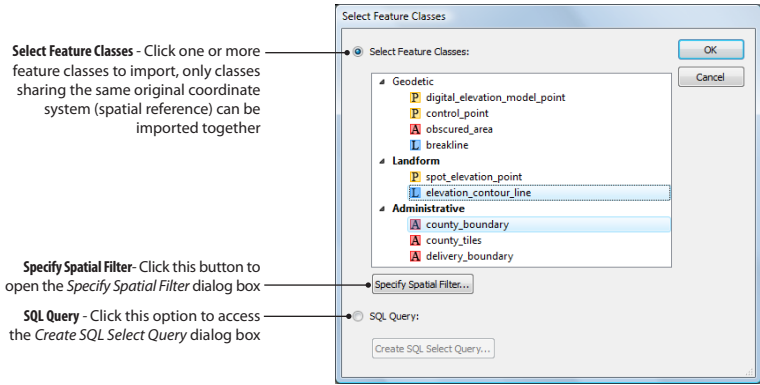 Select Feature Classes
Select Feature Classes - Click one or more
feature classes to import, only classes
sharing the same original coordinate
system (spatial reference) can be
imported together
Select Feature Classes:
OK
Cancel
Geodetic
P digital_elevation_model_point
P control_point
A obscured_area
L breakline
Landform
P spot_elevation_point
L elevation_contour_line
Administrative
A county_boundary
A county_tiles
A delivery_boundary
Specify Spatial Filter- Click this button to
open the Specify Spatial Filter dialog box
Specify Spatial Filter...
SQL Query - Click this option to access
the Create SQL Select Query dialog box
SQL Query:
Create SQL Select Query...